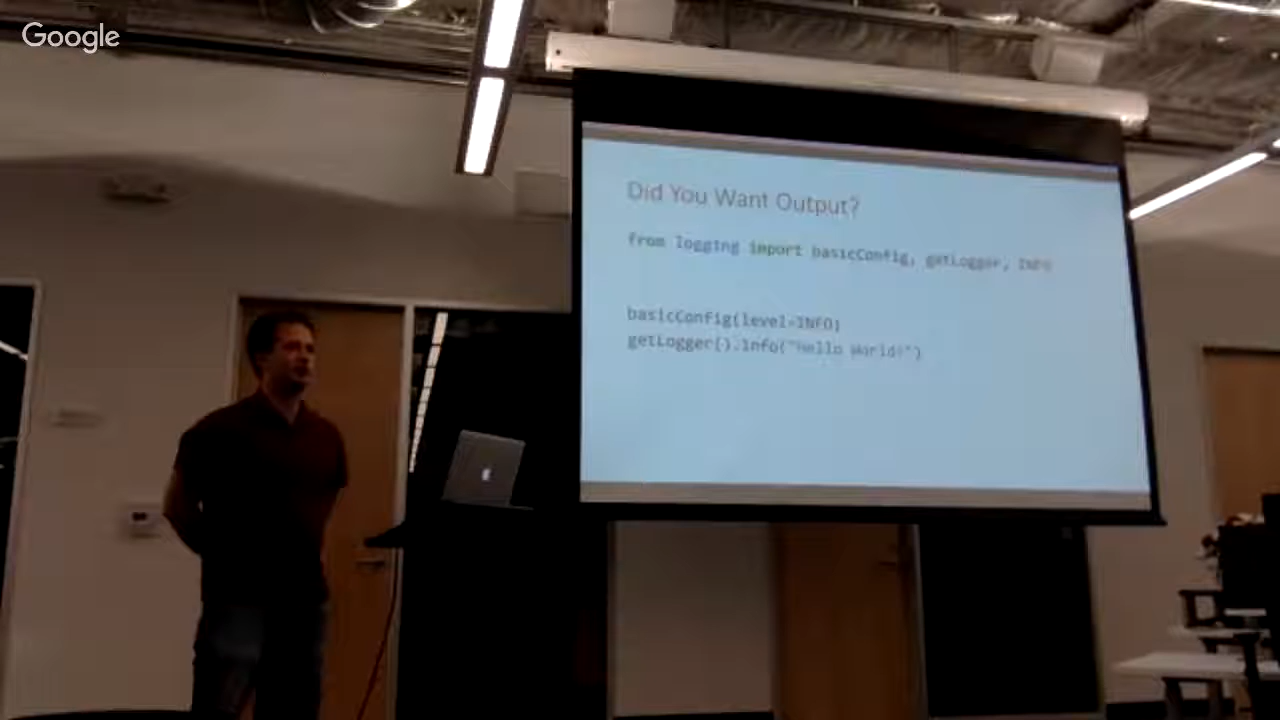 Google
Did You Want Output?
from logging import basicConfig, getLogger, INFO
basicConfig(level=INFO)
getLogger().info("Hello World!")